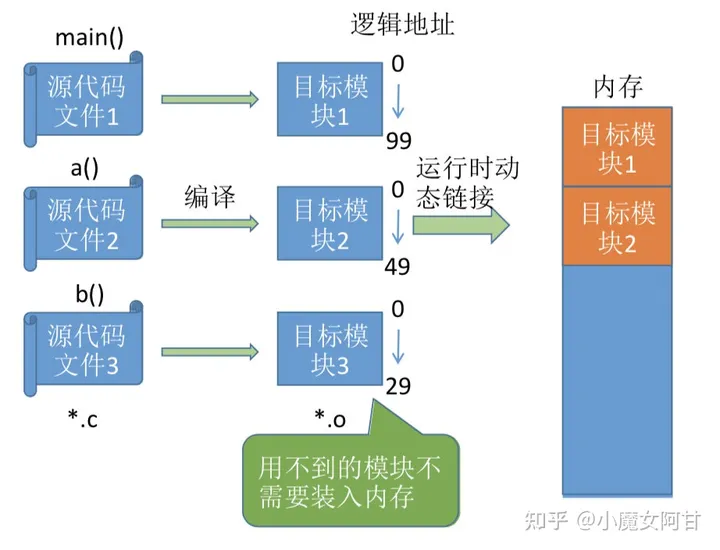 main()
逻辑地址
源代码
文件1
目标模
块1
0
99
内存
目标模
块1
a()
源代码
文件2
编译
目标模
块2
0
49
运行时动
态链接
目标模
块2
b()
源代码
文件3
目标模
块3
0
29
*.c
*.o
用不到的模块不
需要装入内存
知乎 @小魔女阿甘